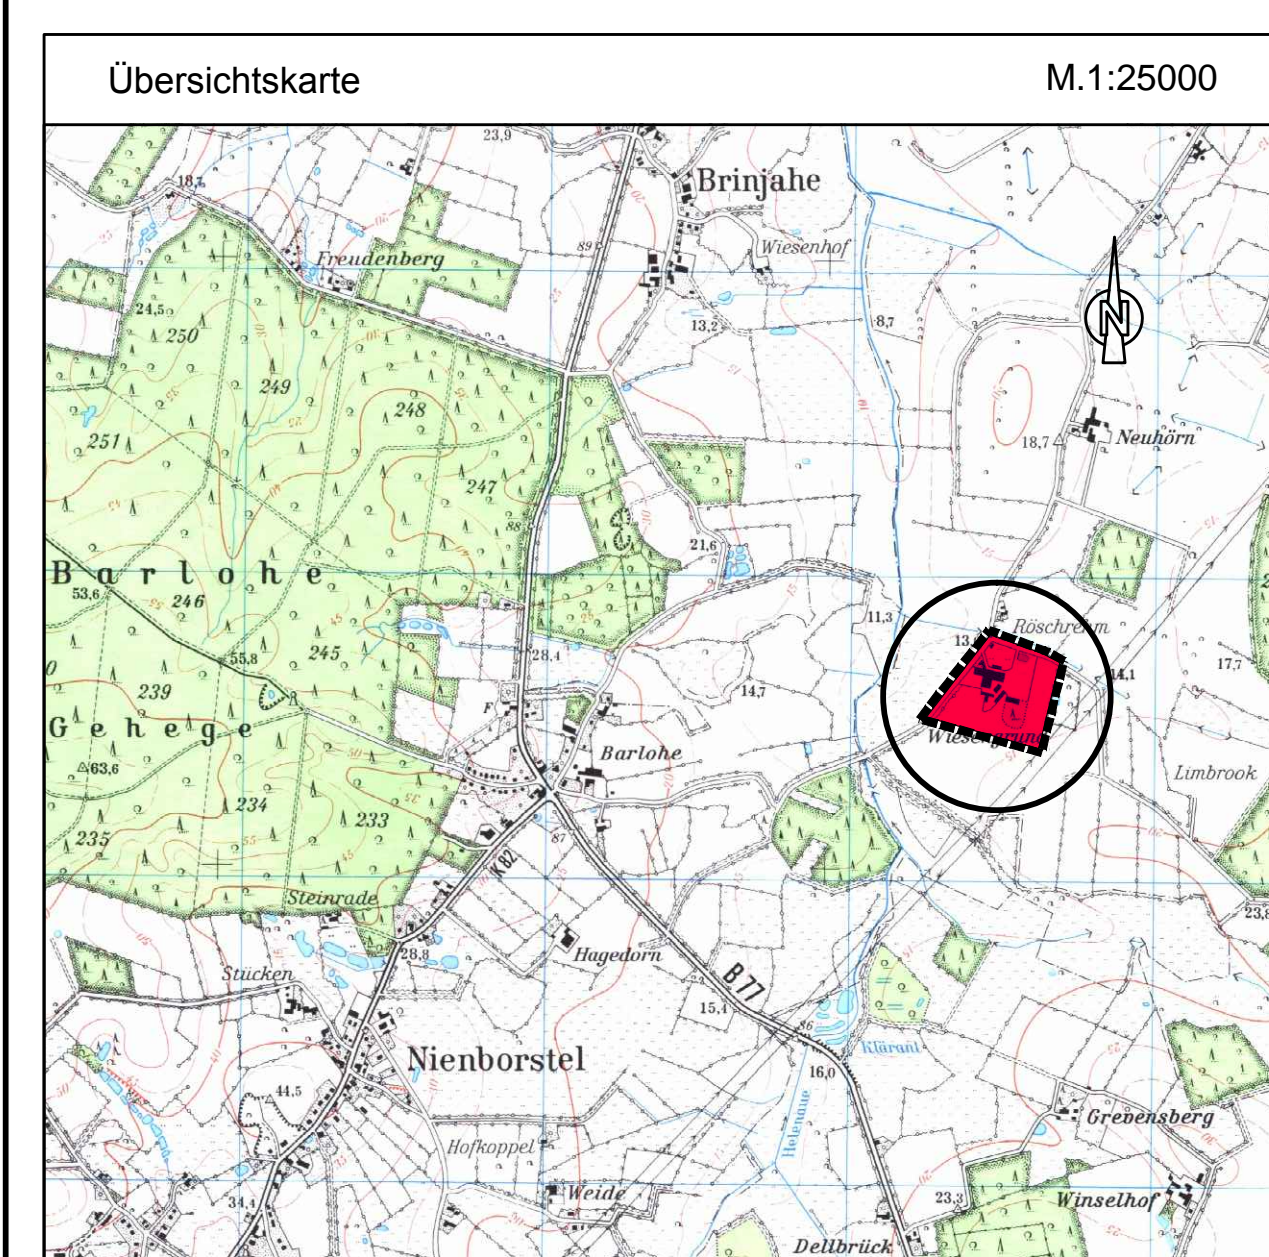 Übersichtskarte
M.1:25000
23,9
Brinjahe
18,7
89
Wiesenhof
Freudenberg
24,5
250
13,2
8,7
249
248
251
18,7
Neuhörn
247
88
21,6
Barlohe
53,6
246
11,3
Röschrehm
245
28,4
13,
55,8
17,7
14,1
239
14,7
F
Gehege
Barlohe
Wiesengrund
63,6
Limbrook
234
233
235
87
K82
Steinrade
23,8
28,8
Hagedorn
Stücken
B 77
15,4
86
Nienborstel
Kläranl
16,0
44,5
Helenaue
Grevensberg
Hofkoppel
Weide
23,3
Winselhof
34,4
Dellbrück